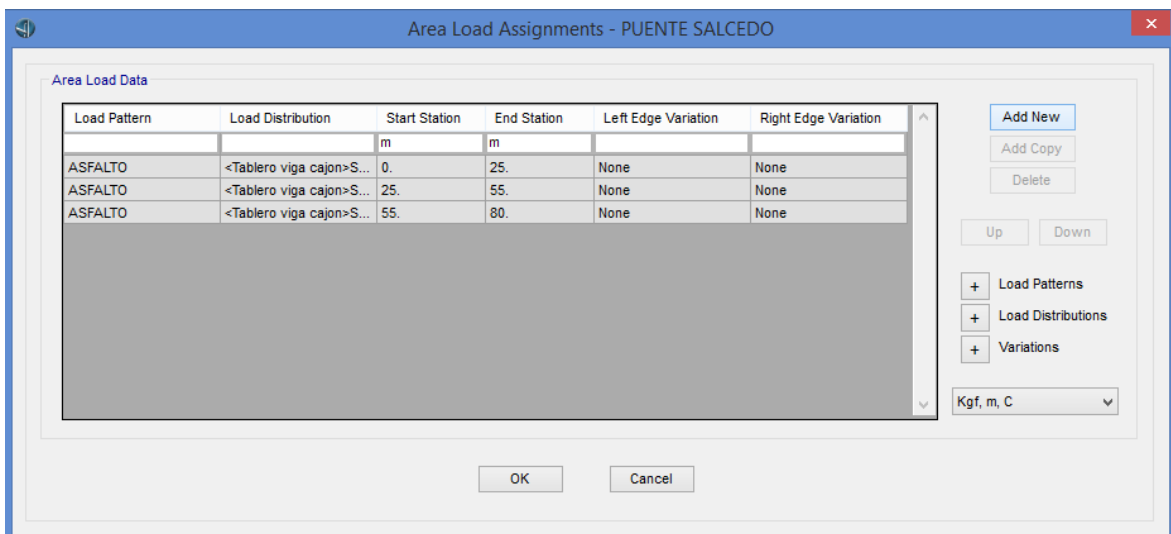 Area Load Assignments - PUENTE SALCEDO
Area Load Data
Load Pattern Load Distribution Start Station End Station Left Edge Variation Right Edge Variation
m m
ASFALTO <Tablero viga cajon>S... 0. 25. None None
ASFALTO <Tablero viga cajon>S... 25. 55. None None
ASFALTO <Tablero viga cajon>S... 55. 80. None None
Add New
Add Copy
Delete
Up Down
+ Load Patterns
+ Load Distributions
+ Variations
Kgf, m, C
OK Cancel